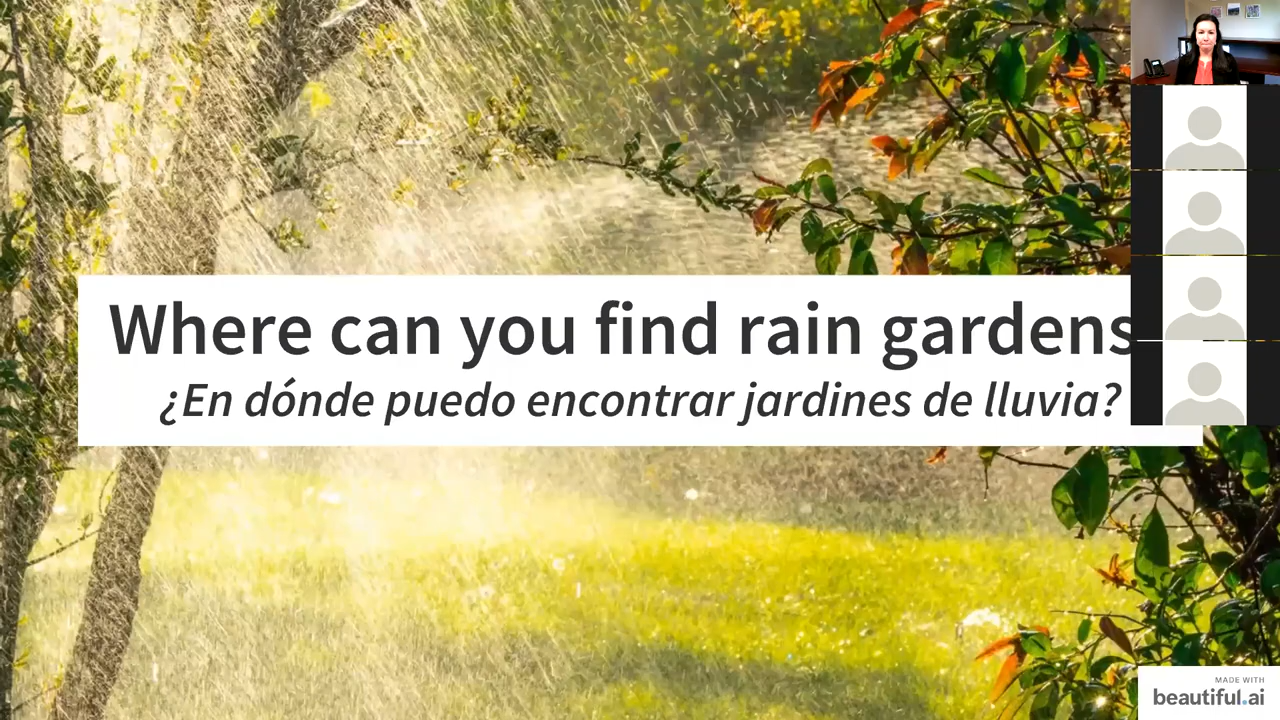 Where can you find rain gardens
¿En dónde puedo encontrar jardines de lluvia?
MADE WITH
beautiful.ai